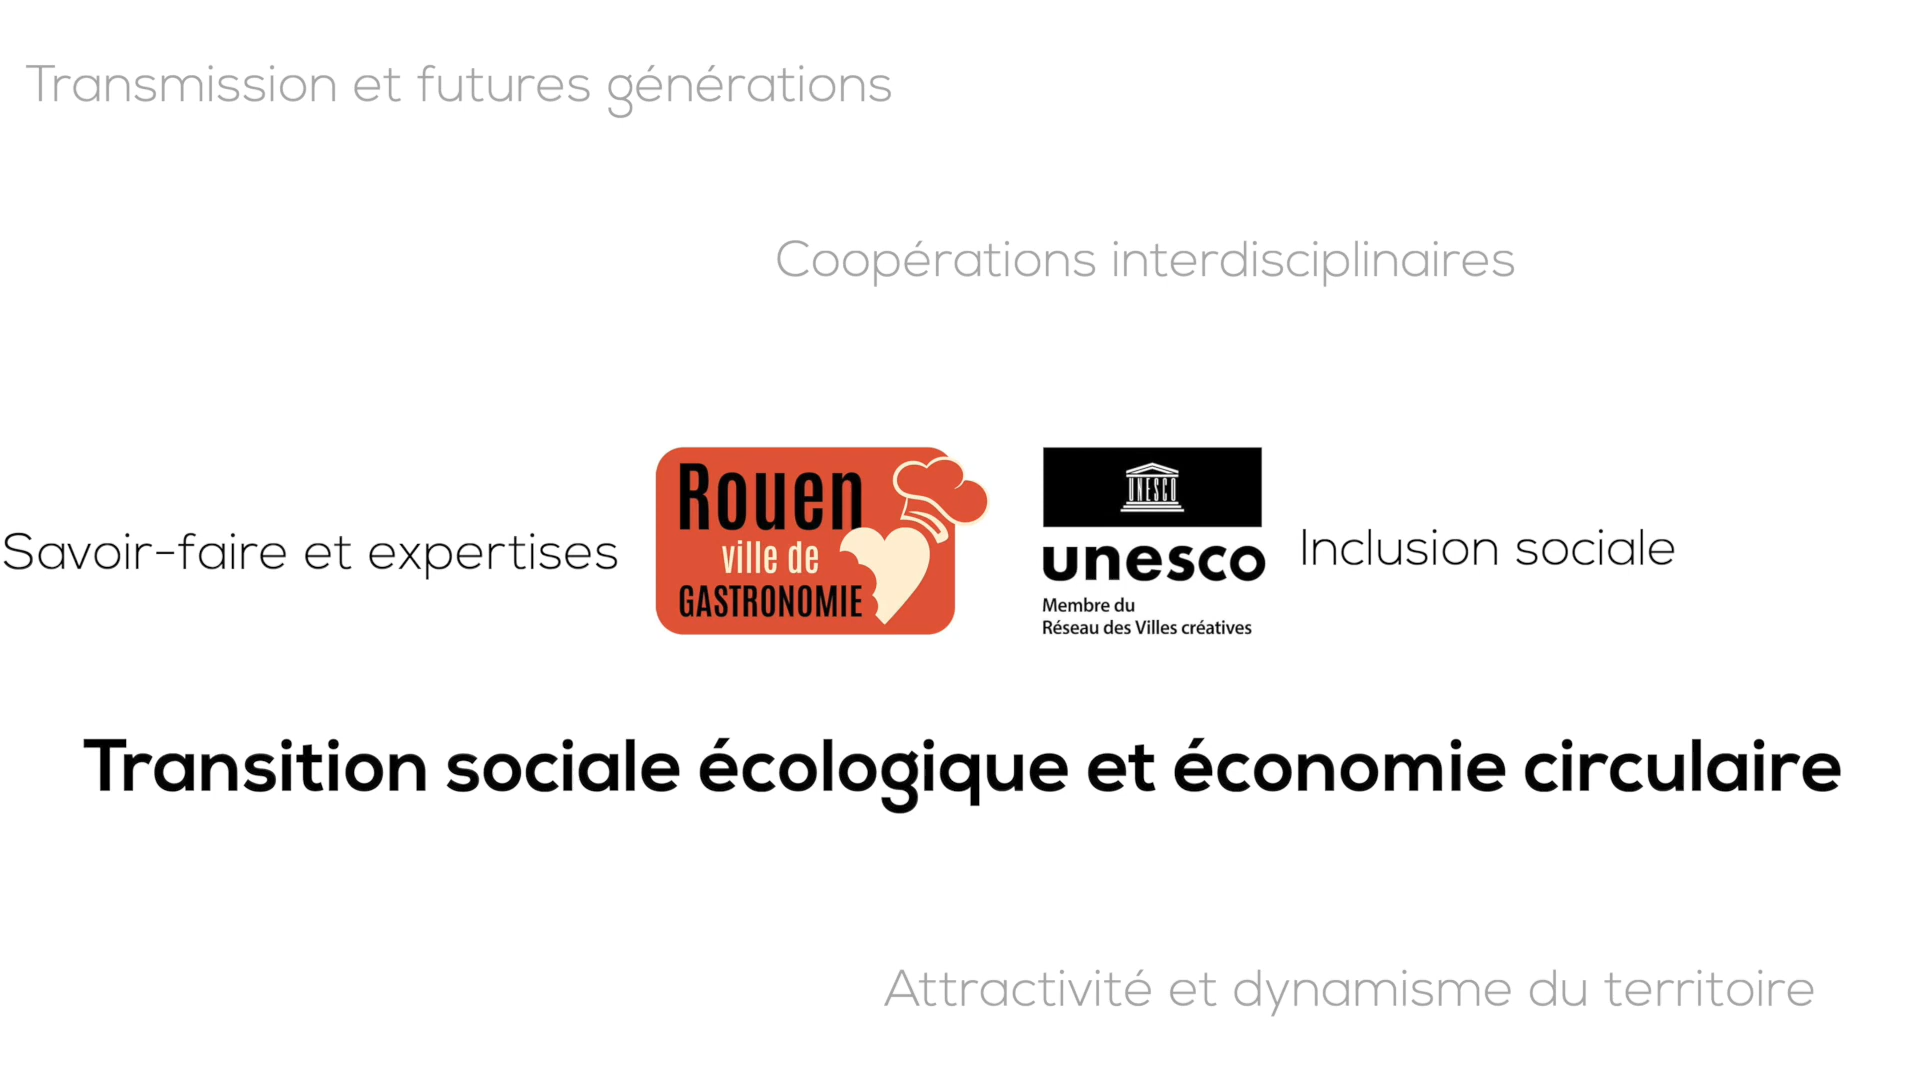 Transmission et futures générations
Coopérations interdisciplinaires
Savoir-faire et expertises
Rouen
ville de
GASTRONOMIE
UNESCO
unesco
Membre du
Réseau des Villes créatives
Inclusion sociale
Transition sociale écologique et économie circulaire
Attractivité et dynamisme du territoire